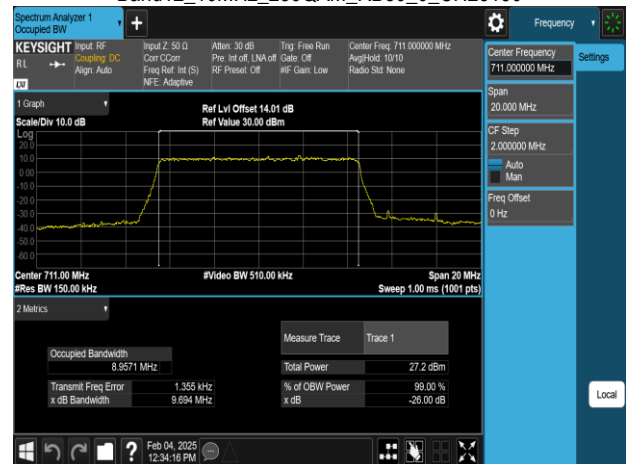 Spectrum Analyzer 1
Occupied BW
Frequency
KEYSIGHT
RL
LXI
Input: RF
Coupling: DC
Align: Auto
Input Z: 50 Ω
Corr CCorr
Freq Ref: Int (S)
NFE: Adaptive
Atten: 30 dB
Pre: Int off, LNA off
RF Preset: Off
Trig: Free Run
Gate: Off
#IF Gain: Low
Center Freq: 711.000000 MHz
Avg|Hold: 10/10
Radio Std: None
Center Frequency
711.000000 MHz
Settings
Span
20.000 MHz
CF Step
2.000000 MHz
Auto
Man
Freq Offset
0 Hz
Local
1 Graph
Scale/Div 10.0 dB
Ref Lvl Offset 14.01 dB
Ref Value 30.00 dBm
Log
20.0
10.0
0.00
-10.0
-20.0
-30.0
-40.0
-50.0
-60.0
Center 711.00 MHz
#Video BW 510.00 kHz
Span 20 MHz
#Res BW 150.00 kHz
Sweep 1.00 ms (1001 pts)
2 Metrics
Measure Trace
Trace 1
Occupied Bandwidth
8.9571 MHz
Total Power
27.2 dBm
Transmit Freq Error
1.355 kHz
% of OBW Power
99.00 %
x dB Bandwidth
9.694 MHz
x dB
-26.00 dB
?
Feb 04, 2025
12:34:16 PM